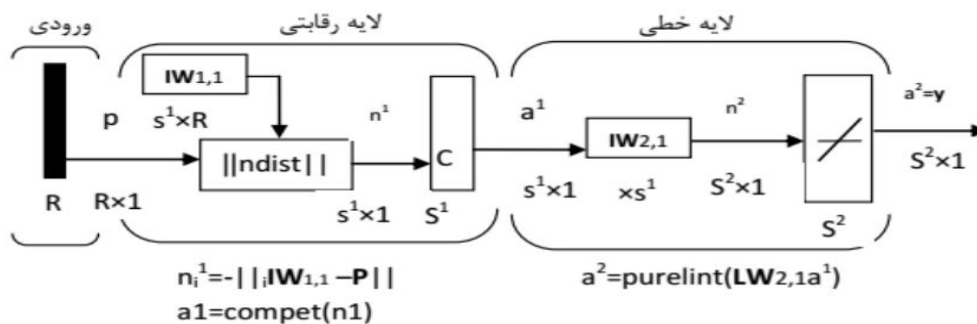 ورودی
لایه رقابتی
لایه خطی
IW1,1
p
s¹×R
n¹
a¹
n²
a²=y
||ndist||
C
IW2,1
R
R×1
s¹×1
S¹
s¹×1
×s¹
S²×1
S²
S²×1
nᵢ¹=-||ᵢIW1,1 –P||
a1=compet(n1)
a²=purelint(LW2,1a¹)